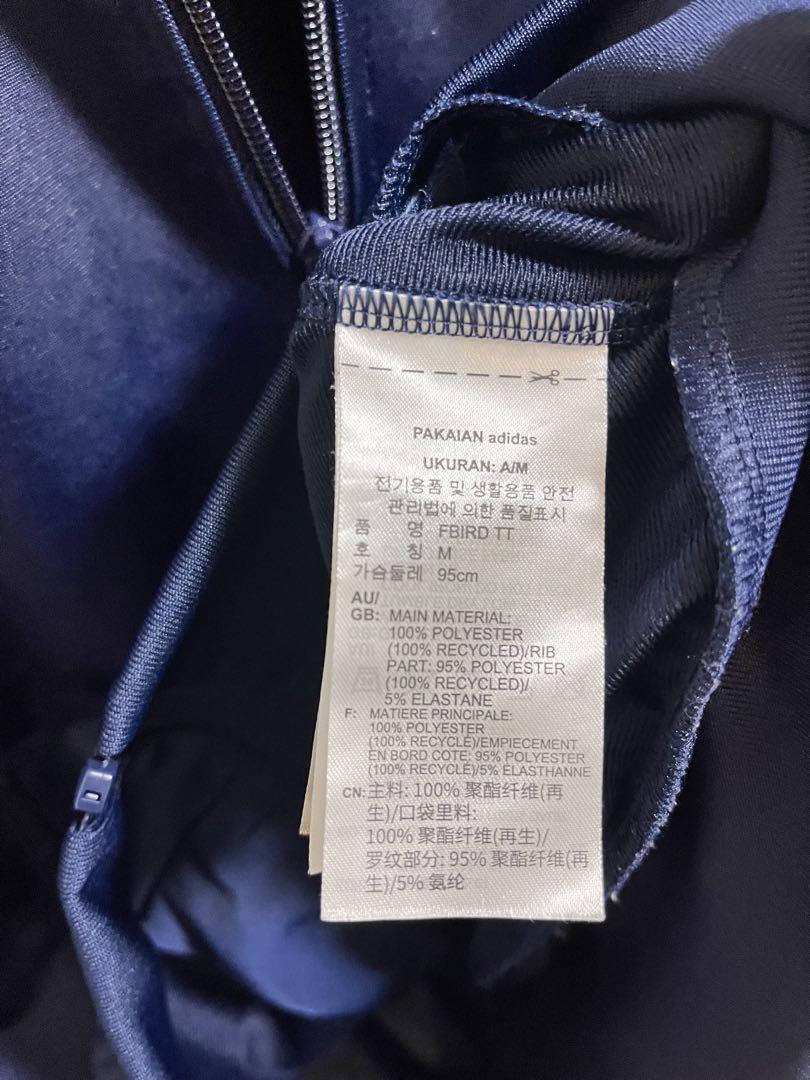 PAKAIAN adidas
UKURAN: A/M
전기용품 및 생활용품 안전
관리법에 의한 품질표시
품 명 FBIRD TT
호 칭 M
가슴둘레 95cm
AU/
GB: MAIN MATERIAL:
100% POLYESTER
(100% RECYCLED)/RIB
PART: 95% POLYESTER
(100% RECYCLED)/
5% ELASTANE
F: MATIERE PRINCIPALE:
100% POLYESTER
(100% RECYCLÉ)/EMPIECEMENT
EN BORD COTE: 95% POLYESTER
(100% RECYCLÉ)/5% ÉLASTHANNE
CN:主料: 100% 聚酯纤维(再
生)/口袋里料:
100% 聚酯纤维(再生)/
罗纹部分: 95% 聚酯纤维(再
生)/5% 氨纶